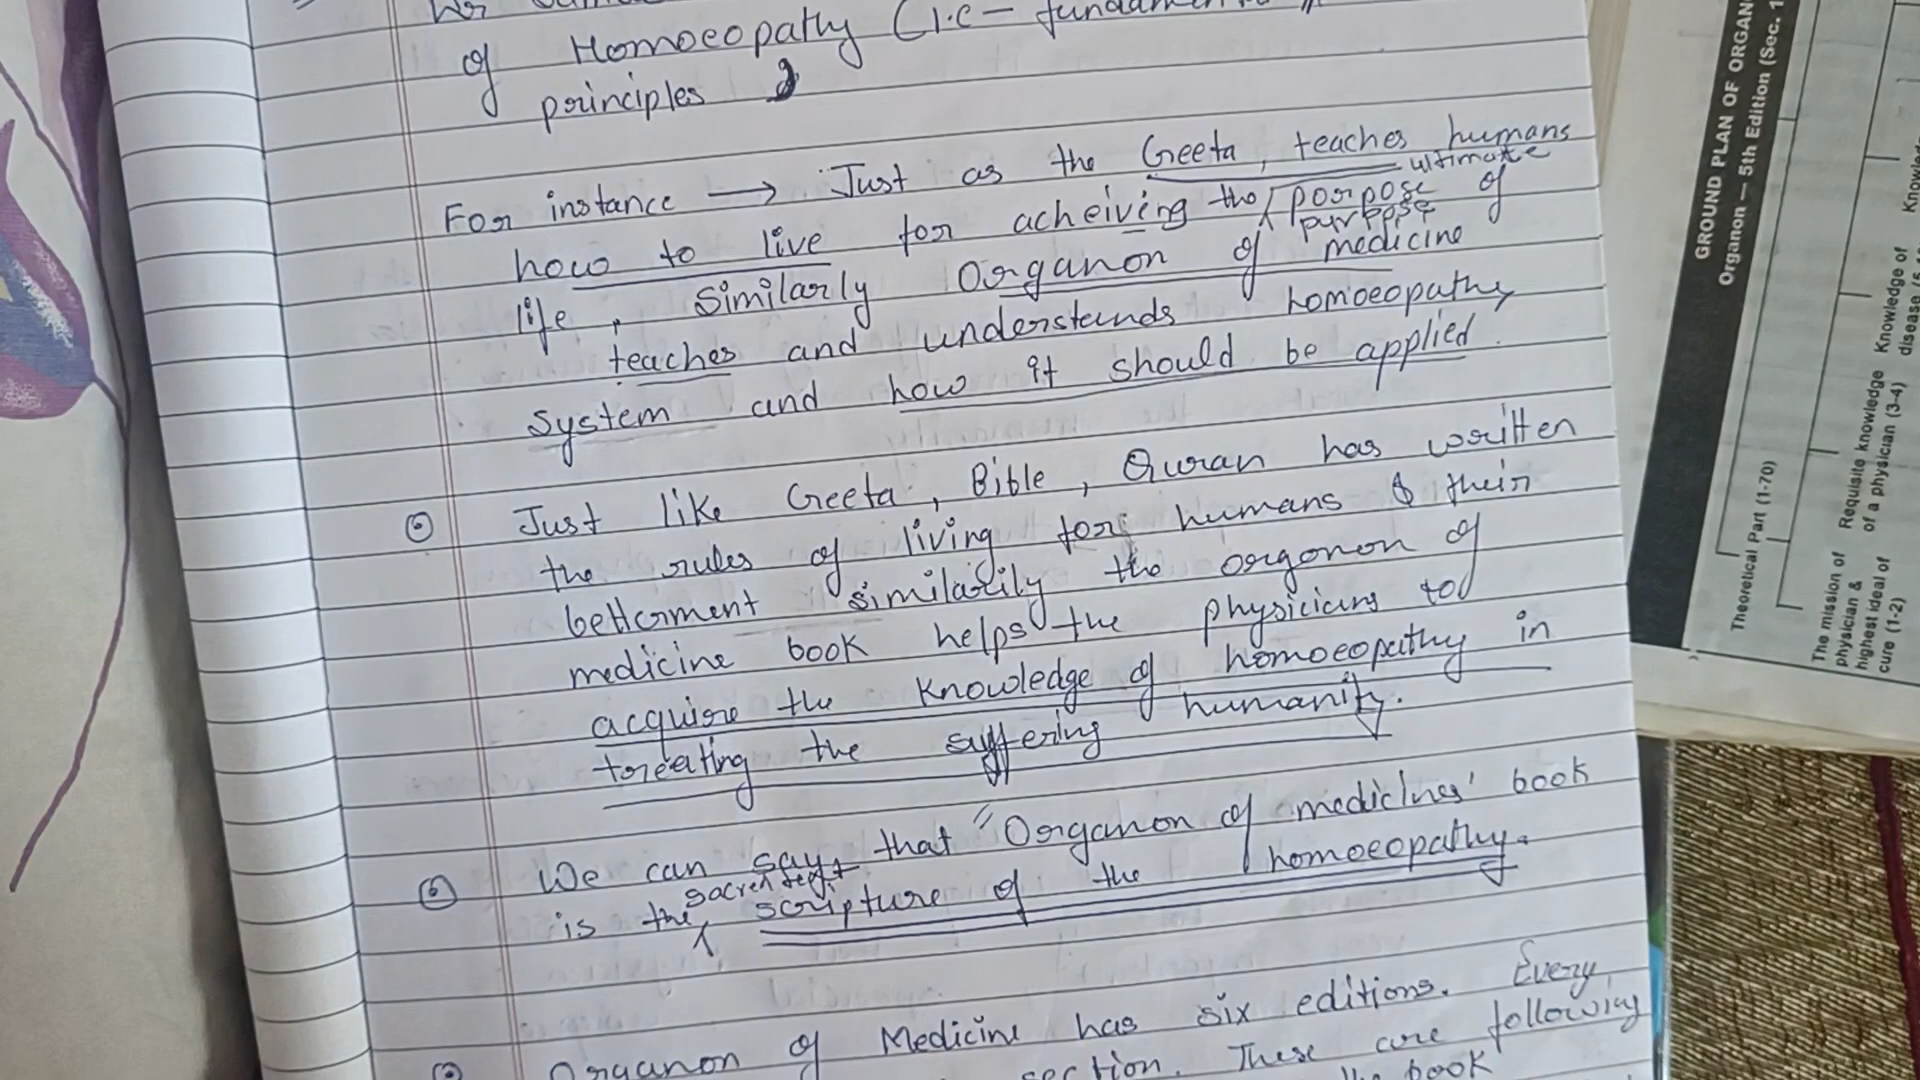 of Homoeopathy (i.e - fundamental
principles
For instance → Just as the Geeta, teaches humans
how to live for acheiving the ultimate porpose purpose of
life, Similarly Organon of medicine
teaches and understands homoeopathy
System and how it should be applied.
Just like Geeta, Bible, Quran has written
the rules of living for humans & their
betterment similarily the orgonon of
medicine book helps the physicians to
acquire the knowledge of homoeopathy in
treating the suffering humanity.
We can say, that "Organon of medicines' book
is the sacred text scripture of the homoeopathy.
Organon of Medicine has six editions. Every
section. These are following
the book
GROUND PLAN OF ORGAN
Organon — 5th Edition (Sec. 1
Theoretical Part (1-70)
The mission of
physician &
highest ideal of
cure (1-2)
Requisite knowledge
of a physician (3-4)
Knowledge of
disease (5